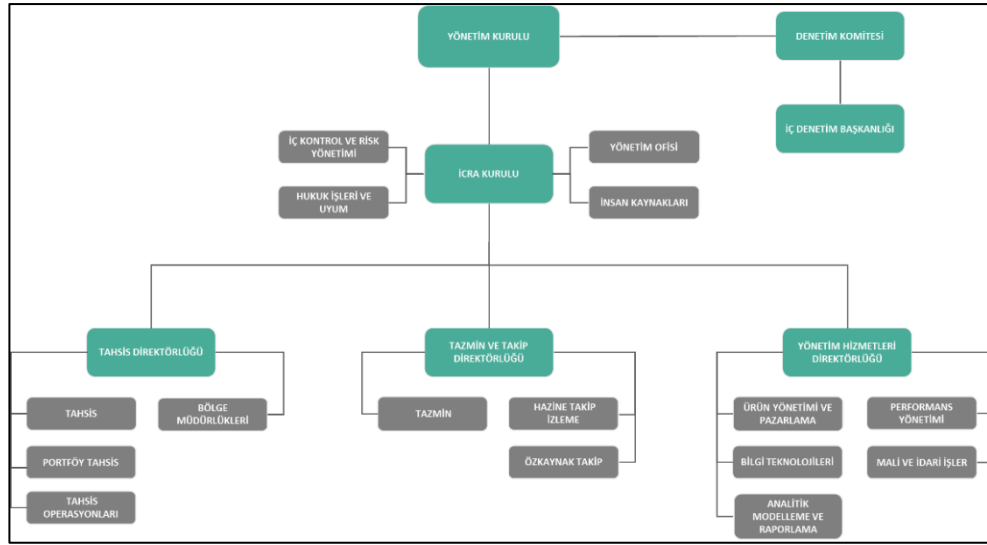 YÖNETİM KURULU
DENETİM KOMİTESİ
İÇ DENETİM BAŞKANLIĞI
İÇ KONTROL VE RİSK
YÖNETİMİ
YÖNETİM OFİSİ
İCRA KURULU
HUKUK İŞLERİ VE
UYUM
İNSAN KAYNAKLARI
TAHSİS DİREKTÖRLÜĞÜ
TAZMİN VE TAKİP
DİREKTÖRLÜĞÜ
YÖNETİM HİZMETLERİ
DİREKTÖRLÜĞÜ
TAHSİS
BÖLGE
MÜDÜRLÜKLERİ
TAZMİN
HAZİNE TAKİP
İZLEME
ÜRÜN YÖNETİMİ VE
PAZARLAMA
PERFORMANS
YÖNETİMİ
PORTFÖY TAHSİS
ÖZKAYNAK TAKİP
BİLGİ TEKNOLOJİLERİ
MALİ VE İDARİ İŞLER
TAHSİS
OPERASYONLARI
ANALİTİK
MODELLEME VE
RAPORLAMA